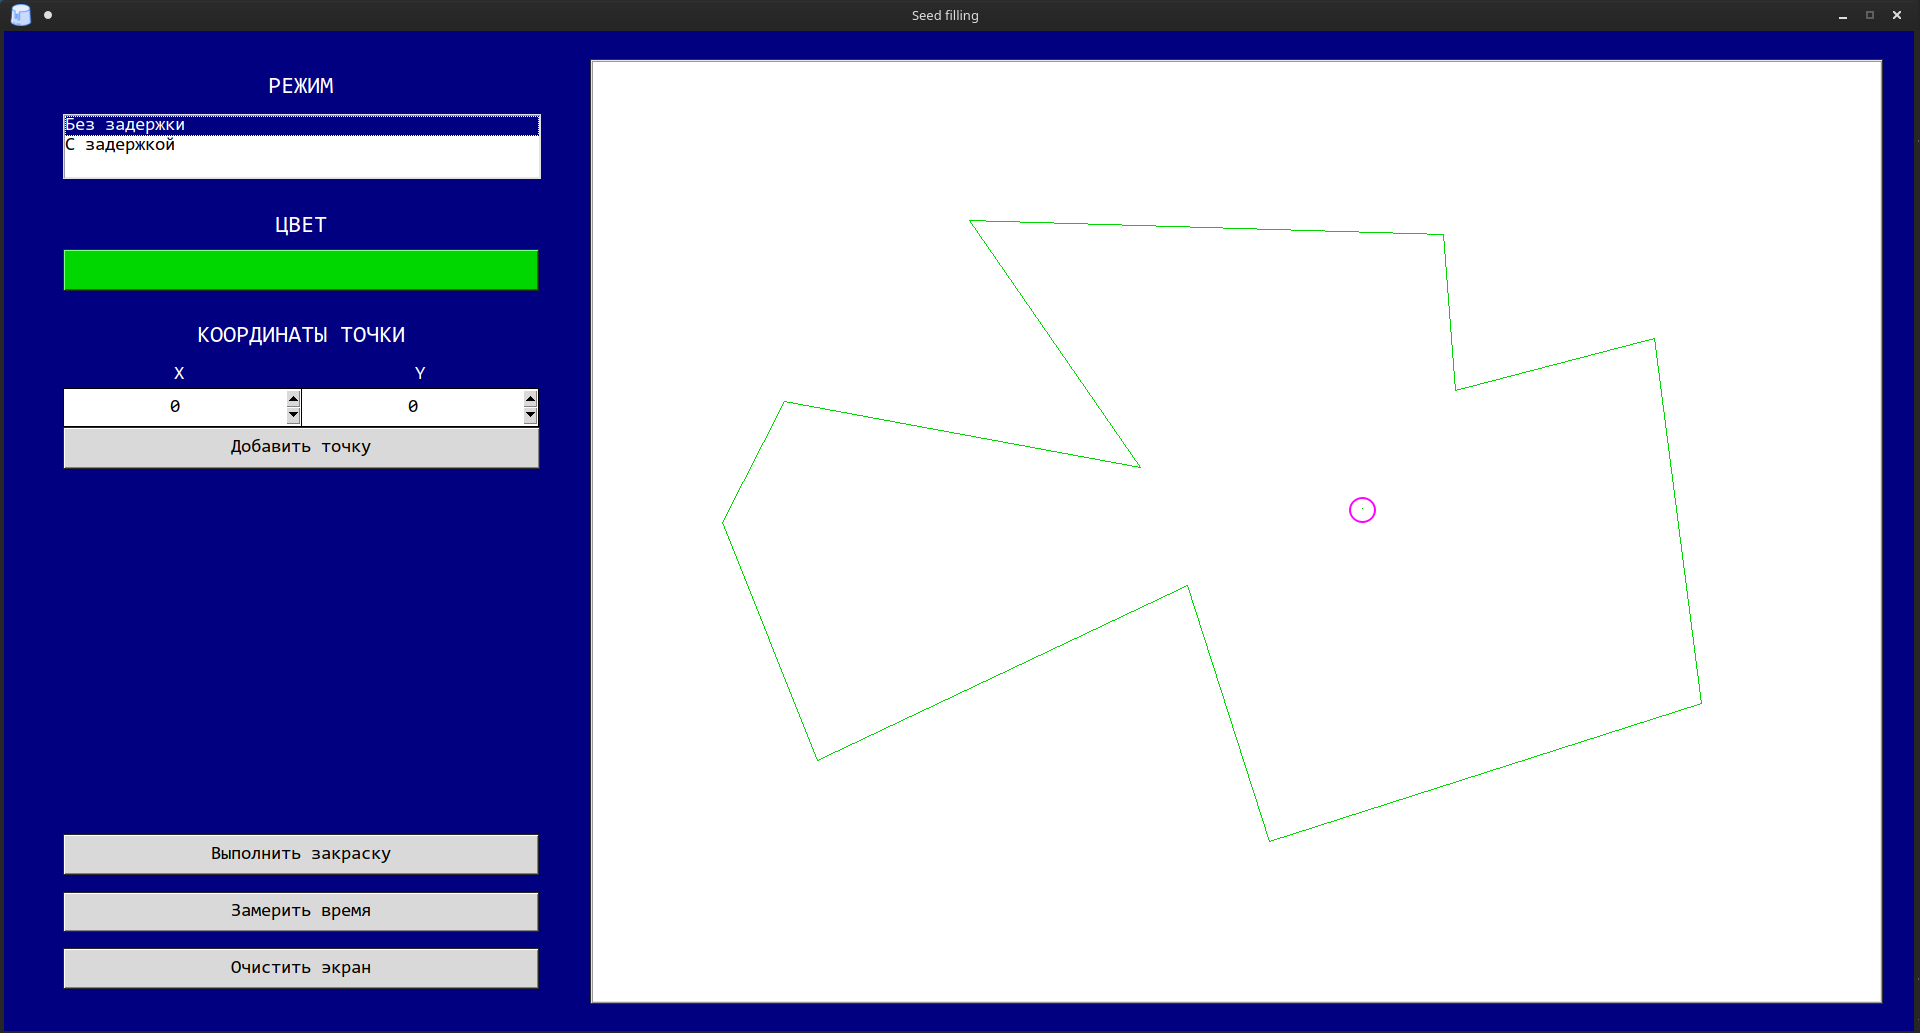 Seed filling
РЕЖИМ
Без задержки
С задержкой
ЦВЕТ
КООРДИНАТЫ ТОЧКИ
X Y
0 0
Добавить точку
Выполнить закраску
Замерить время
Очистить экран